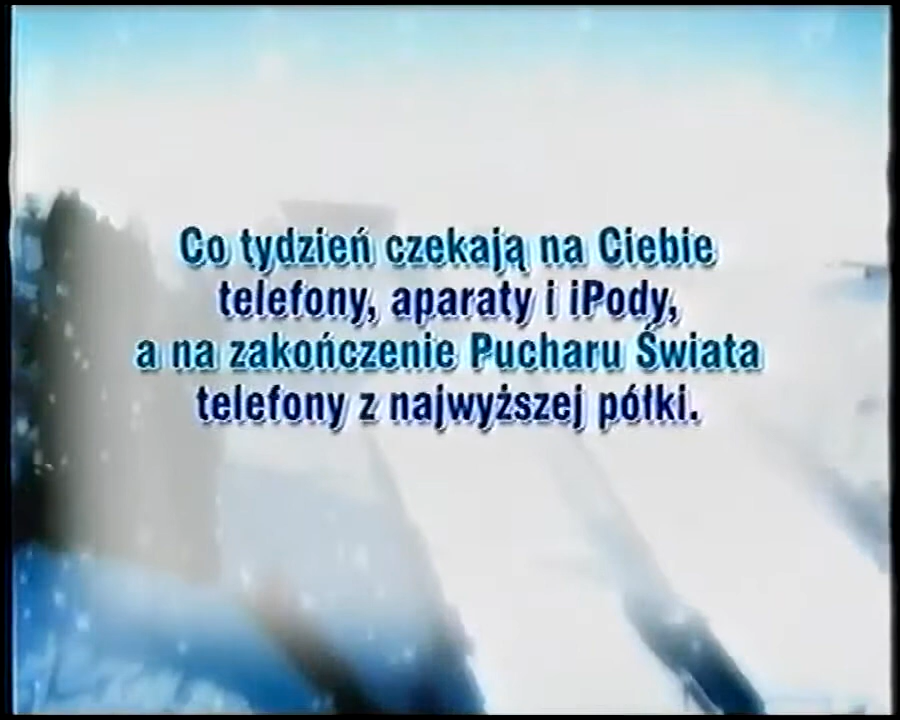 Co tydzień czekają na Ciebie
telefony, aparaty i iPody,
a na zakończenie Pucharu Świata
telefony z najwyższej półki.